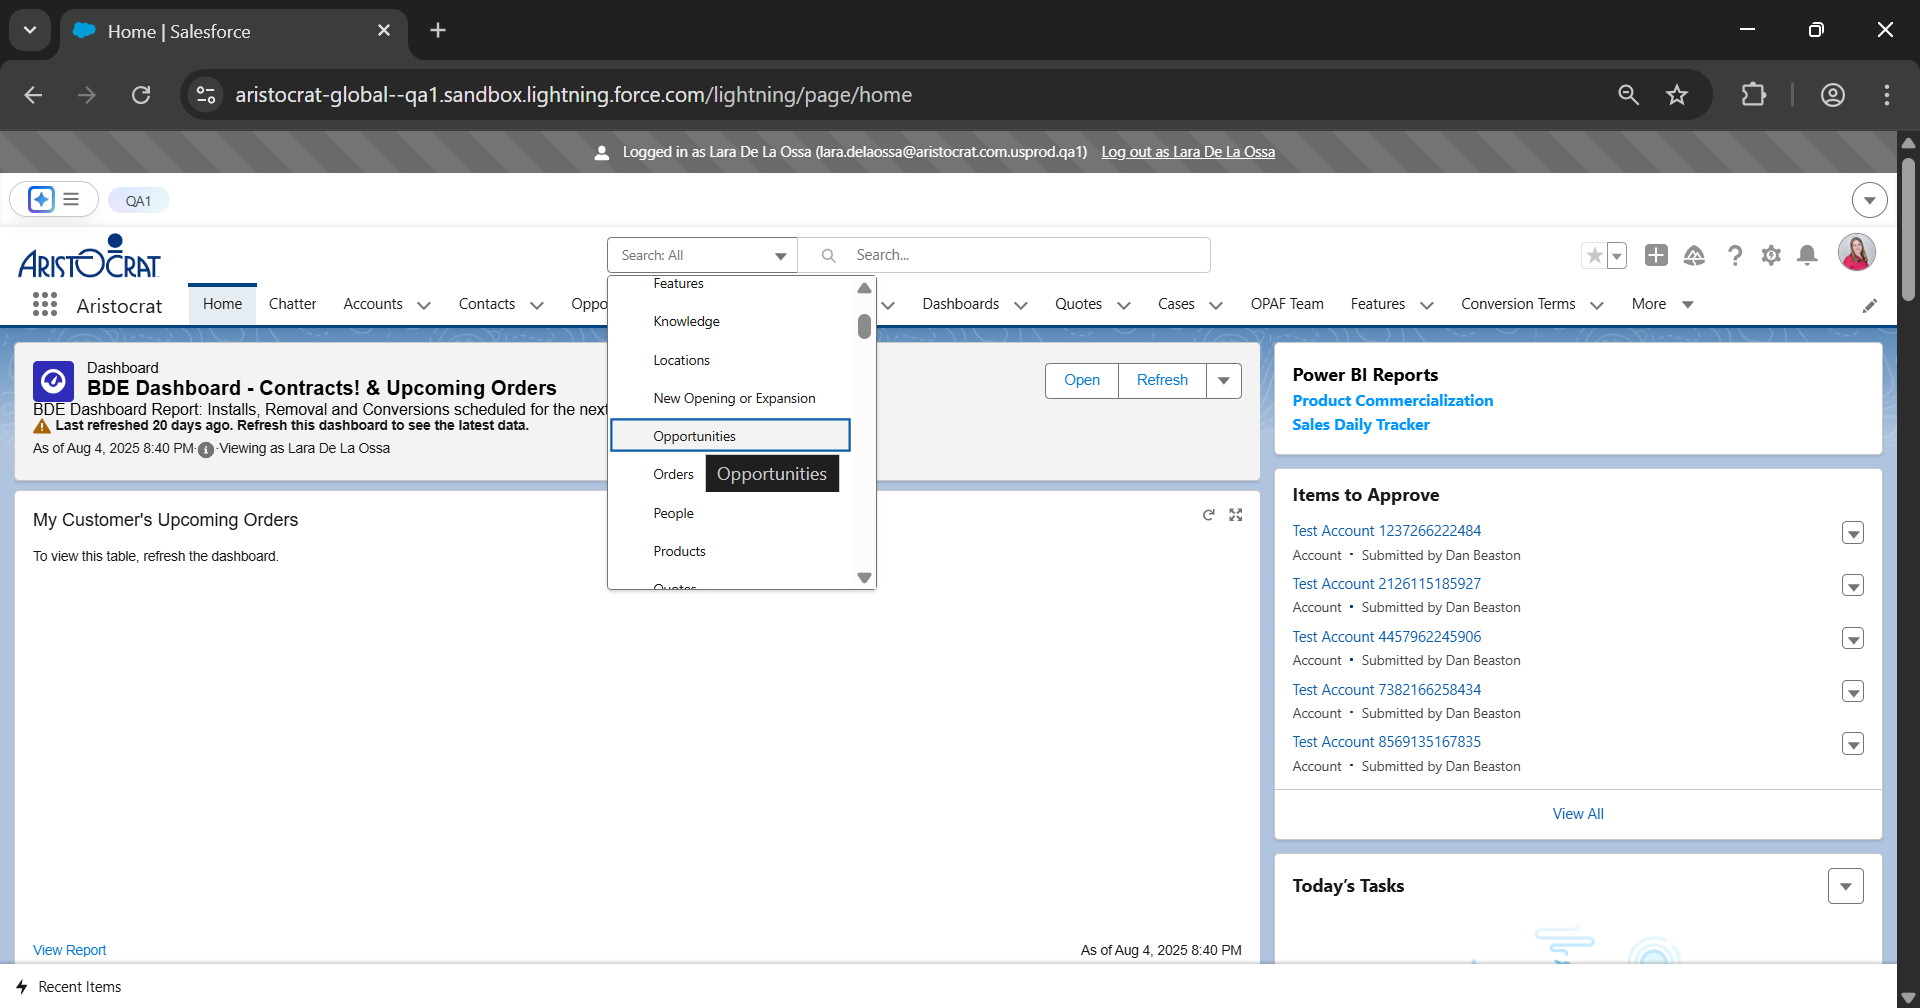 Home | Salesforce
aristocrat-global--qa1.sandbox.lightning.force.com/lightning/page/home
Logged in as Lara De La Ossa (lara.delaossa@aristocrat.com.usprod.qa1) Log out as Lara De La Ossa
QA1
ARISTOCRAT
Search: All
Search...
Aristocrat
Home
Chatter
Accounts
Contacts
Oppo
Dashboards
Quotes
Cases
OPAF Team
Features
Conversion Terms
More
Features
Knowledge
Locations
New Opening or Expansion
Opportunities
Orders
Opportunities
People
Products
Quotes
Dashboard
BDE Dashboard - Contracts! & Upcoming Orders
BDE Dashboard Report: Installs, Removal and Conversions scheduled for the next
Last refreshed 20 days ago. Refresh this dashboard to see the latest data.
As of Aug 4, 2025 8:40 PM·Viewing as Lara De La Ossa
Open
Refresh
My Customer's Upcoming Orders
To view this table, refresh the dashboard.
View Report
As of Aug 4, 2025 8:40 PM
Power BI Reports
Product Commercialization
Sales Daily Tracker
Items to Approve
Test Account 1237266222484
Account • Submitted by Dan Beaston
Test Account 2126115185927
Account • Submitted by Dan Beaston
Test Account 4457962245906
Account • Submitted by Dan Beaston
Test Account 7382166258434
Account • Submitted by Dan Beaston
Test Account 8569135167835
Account • Submitted by Dan Beaston
View All
Today's Tasks
Recent Items